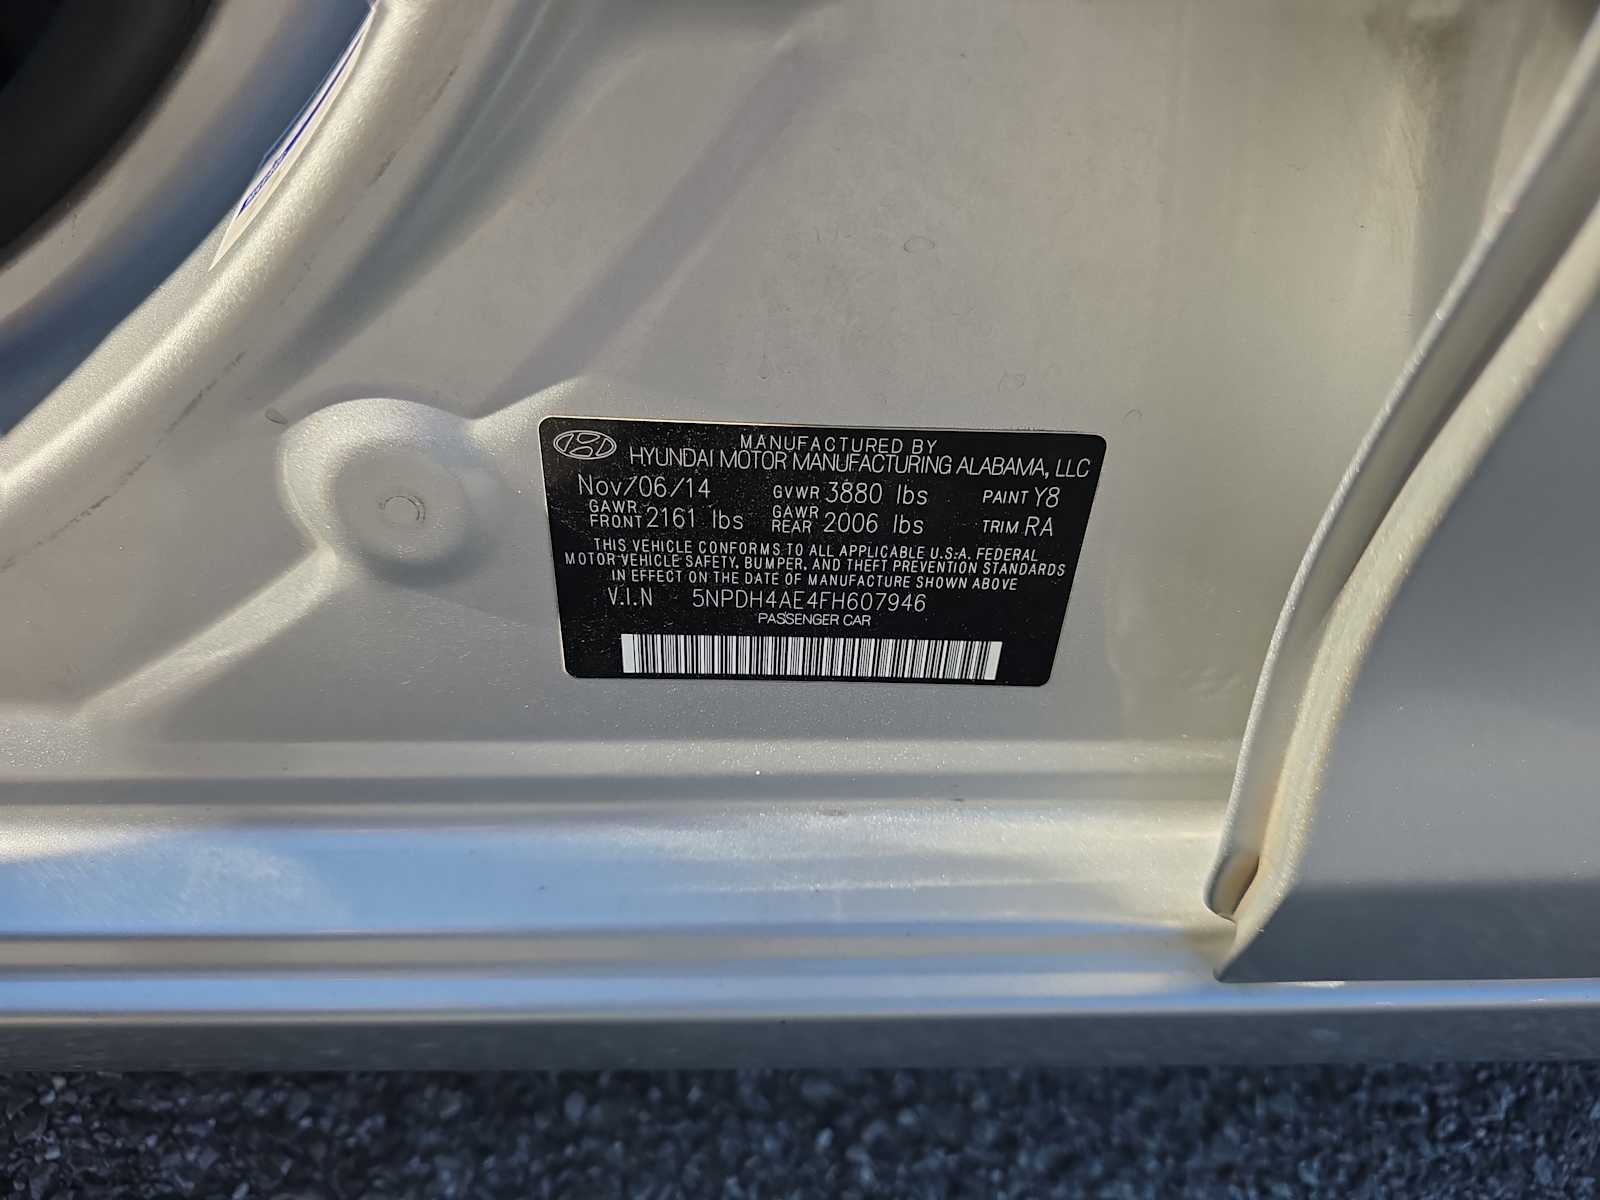 MANUFACTURED BY
HYUNDAI MOTOR MANUFACTURING ALABAMA, LLC
Nov/06/14 GVWR 3880 lbs PAINT Y8
GAWR FRONT 2161 lbs GAWR REAR 2006 lbs TRIM RA
THIS VEHICLE CONFORMS TO ALL APPLICABLE U.S.A. FEDERAL
MOTOR VEHICLE SAFETY, BUMPER, AND THEFT PREVENTION STANDARDS
IN EFFECT ON THE DATE OF MANUFACTURE SHOWN ABOVE
V.I.N 5NPDH4AE4FH607946
PASSENGER CAR